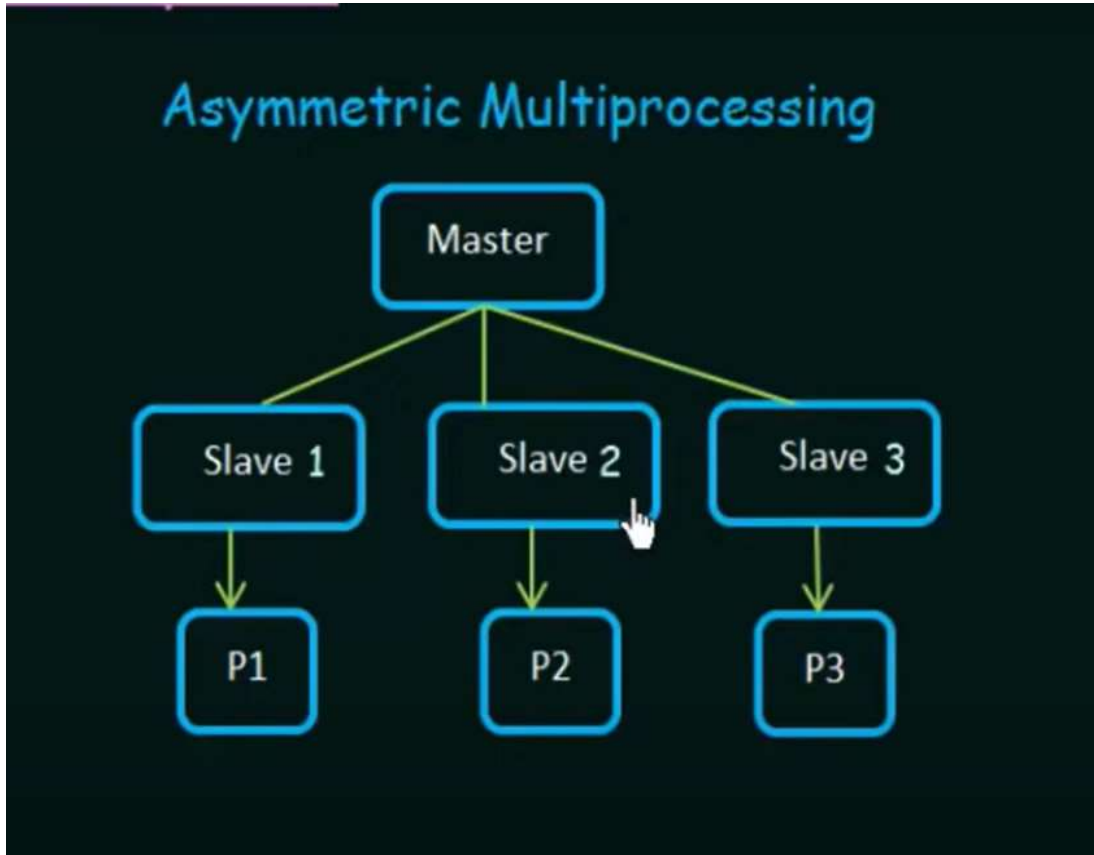 Asymmetric Multiprocessing
Master
Slave 1
Slave 2
Slave 3
P1
P2
P3